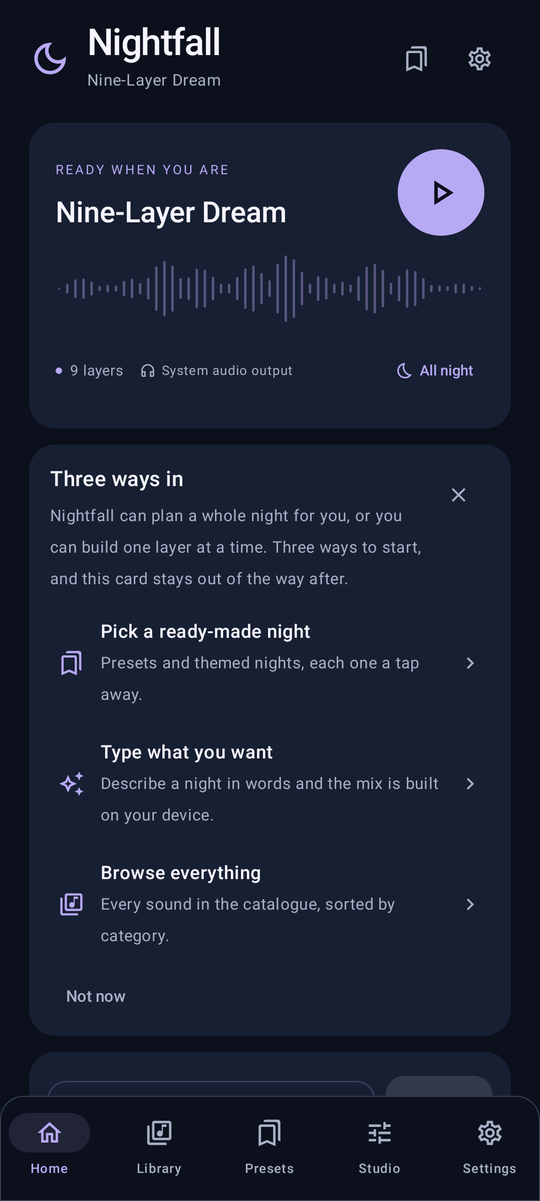 Nightfall
Nine-Layer Dream
READY WHEN YOU ARE
Nine-Layer Dream
9 layers
System audio output
All night
Three ways in
Nightfall can plan a whole night for you, or you
can build one layer at a time. Three ways to start,
and this card stays out of the way after.
Pick a ready-made night
Presets and themed nights, each one a tap
away.
Type what you want
Describe a night in words and the mix is built
on your device.
Browse everything
Every sound in the catalogue, sorted by
category.
Not now
Home
Library
Presets
Studio
Settings